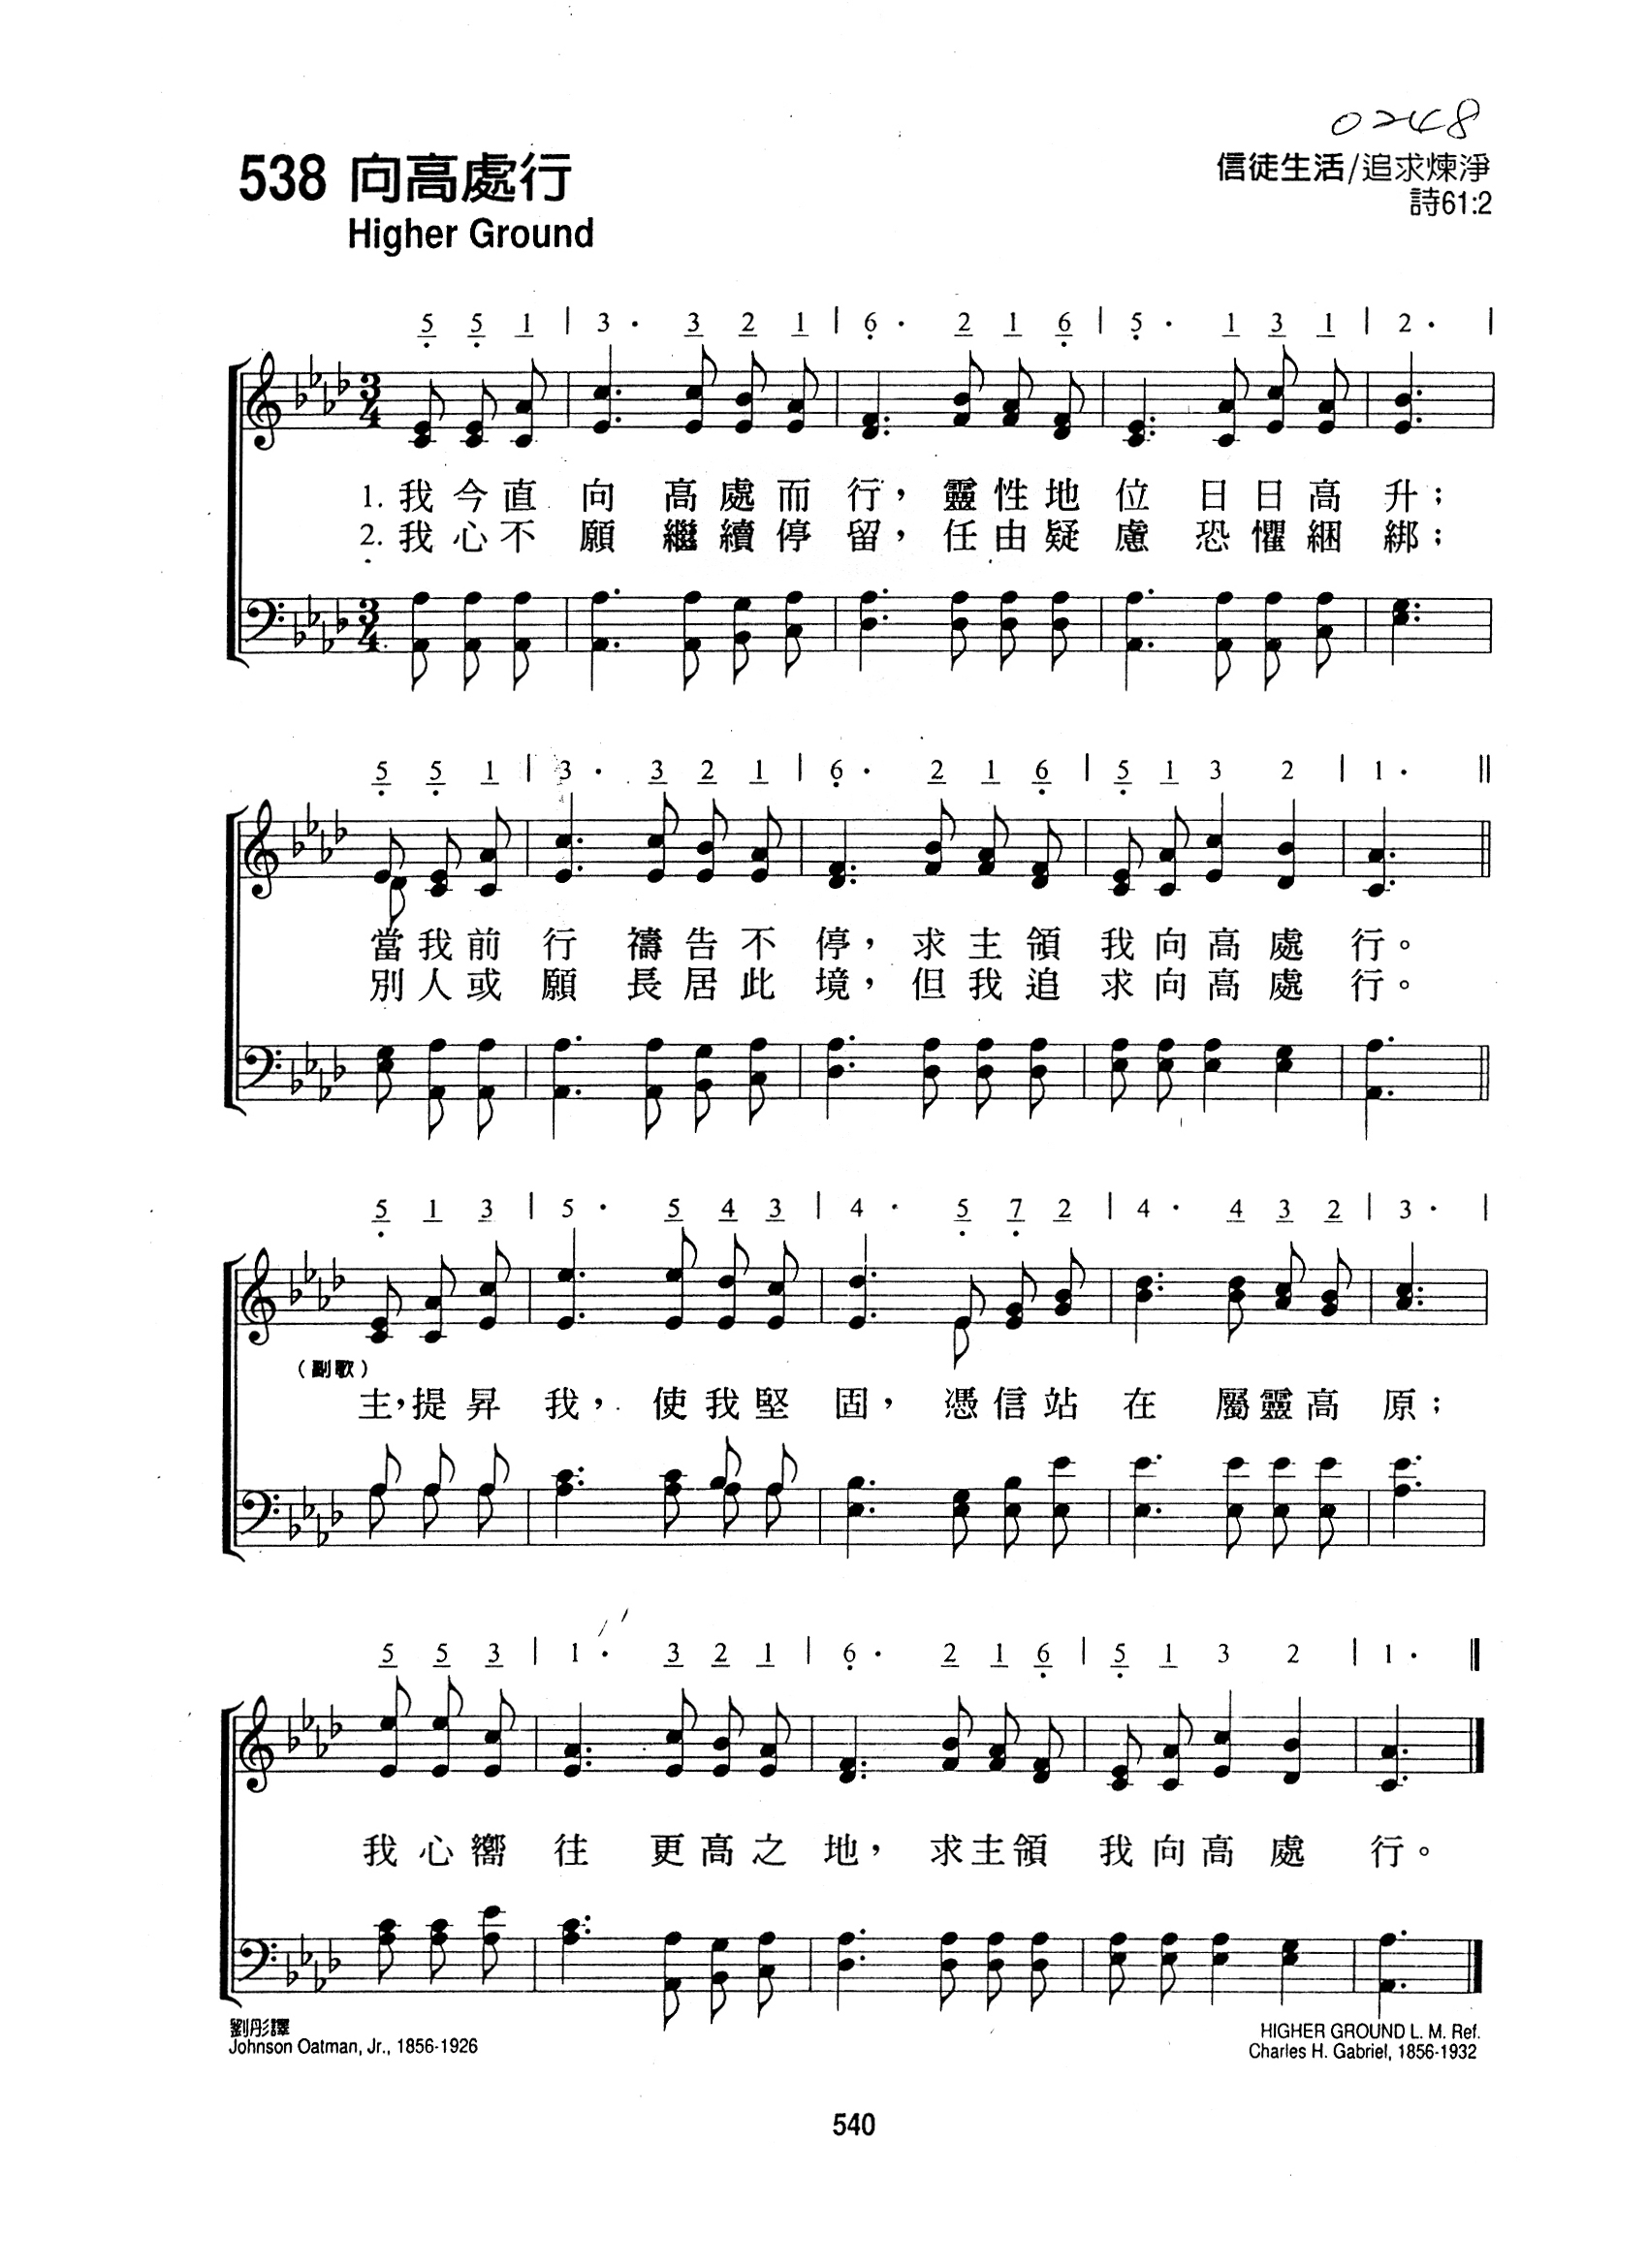 0248
538 向高處行
信徒生活/追求煉淨
Higher Ground
詩61:2
5 5 1 | 3 · 3 2 1 | 6 · 2 1 6 | 5 · 1 3 1 | 2 · |
3/4
1. 我今直向高處而行，靈性地位日日高升；
2. 我心不願繼續停留，任由疑慮恐懼綑綁；
3/4
5 5 1 | 3 · 3 2 1 | 6 · 2 1 6 | 5 1 3 2 | 1 · ||
當我前行禱告不停，求主領我向高處行。
別人或願長居此境，但我追求向高處行。
5 1 3 | 5 · 5 4 3 | 4 · 5 7 2 | 4 · 4 3 2 | 3 · |
（副歌）
主，提昇我，使我堅固，憑信站在屬靈高原；
5 5 3 | 1 · 3 2 1 | 6 · 2 1 6 | 5 1 3 2 | 1 · ||
我心嚮往更高之地，求主領我向高處行。
劉彤譯
Johnson Oatman, Jr., 1856-1926
HIGHER GROUND L. M. Ref.
Charles H. Gabriel, 1856-1932
540